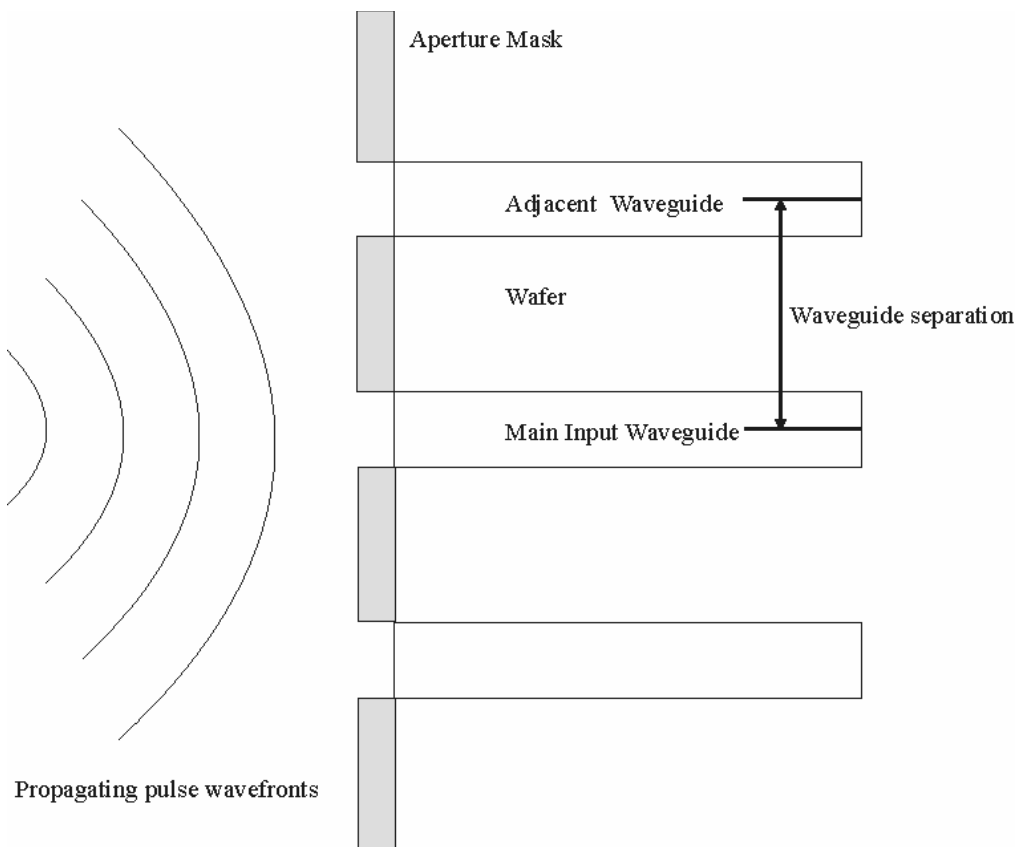 Aperture Mask
Adjacent Waveguide
Wafer
Waveguide separation
Main Input Waveguide
Propagating pulse wavefronts